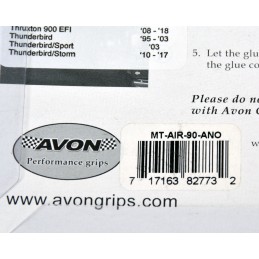 Thruxton 900 EFI '08 - '18
Thunderbird '95 - '03
Thunderbird/Sport '03
Thunderbird/Storm '10 - '17
5. Let the glu
the glue co
Please do no
with Avon G
w
MT-AIR-90-ANO
AVON
Performance grips
7 17163 82773 2
www.avongrips.com